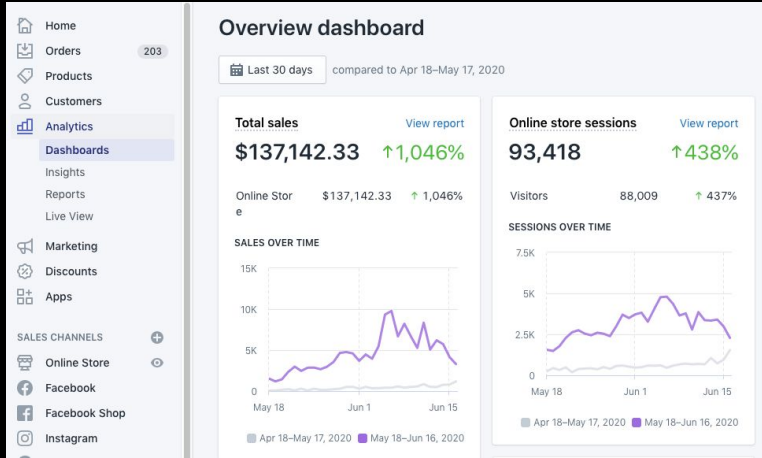 Home
Orders 203
Products
Customers
Analytics
Dashboards
Insights
Reports
Live View
Marketing
Discounts
Apps
SALES CHANNELS
Online Store
Facebook
Facebook Shop
Instagram
Overview dashboard
Last 30 days compared to Apr 18–May 17, 2020
Total sales View report
$137,142.33 ↑1,046%
Online Stor $137,142.33 ↑ 1,046%
e
SALES OVER TIME
15K
10K
5K
0
May 18 Jun 1 Jun 15
Apr 18–May 17, 2020 May 18–Jun 16, 2020
Online store sessions View report
93,418 ↑438%
Visitors 88,009 ↑ 437%
SESSIONS OVER TIME
7.5K
5K
2.5K
0
May 18 Jun 1 Jun 15
Apr 18–May 17, 2020 May 18–Jun 16, 2020